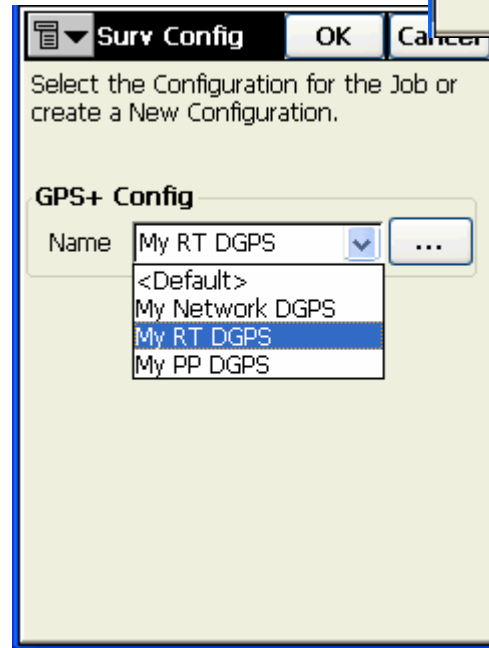 Surv Config OK Cancel
Select the Configuration for the Job or
create a New Configuration.
GPS+ Config
Name My RT DGPS ...
<Default>
My Network DGPS
My RT DGPS
My PP DGPS